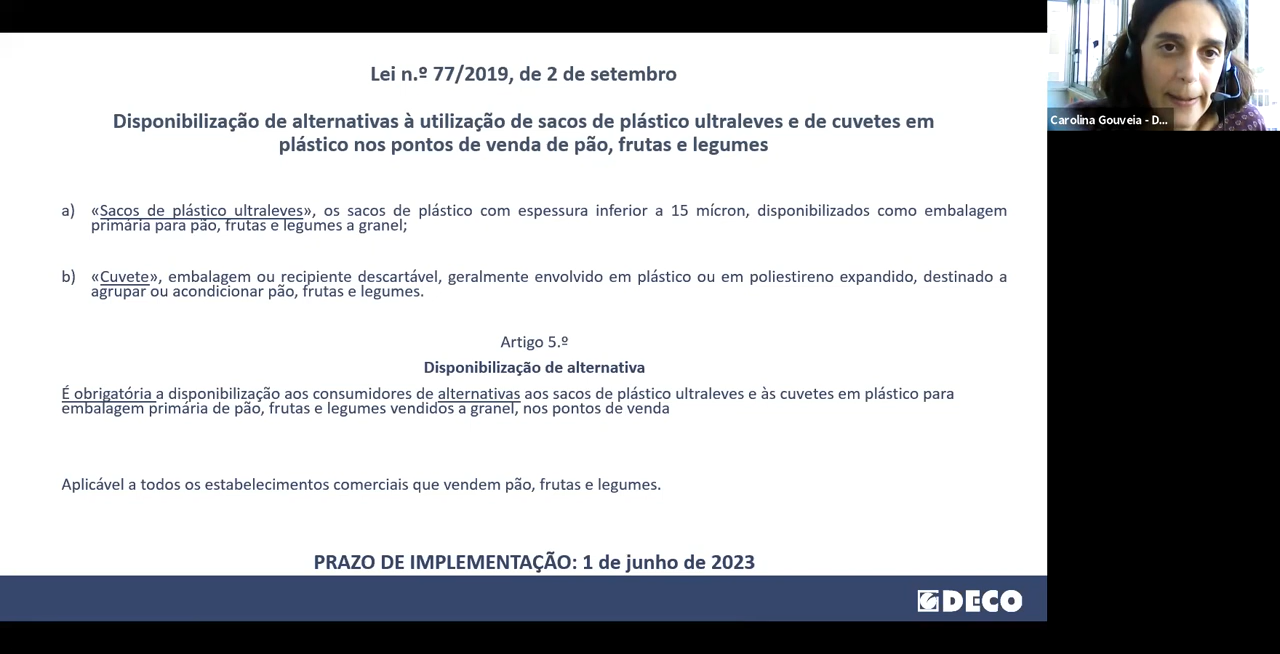 Lei n.º 77/2019, de 2 de setembro
Disponibilização de alternativas à utilização de sacos de plástico ultraleves e de cuvetes em
plástico nos pontos de venda de pão, frutas e legumes
a) «Sacos de plástico ultraleves», os sacos de plástico com espessura inferior a 15 mícron, disponibilizados como embalagem
primária para pão, frutas e legumes a granel;
b) «Cuvete», embalagem ou recipiente descartável, geralmente envolvido em plástico ou em poliestireno expandido, destinado a
agrupar ou acondicionar pão, frutas e legumes.
Artigo 5.º
Disponibilização de alternativa
É obrigatória a disponibilização aos consumidores de alternativas aos sacos de plástico ultraleves e às cuvetes em plástico para
embalagem primária de pão, frutas e legumes vendidos a granel, nos pontos de venda
Aplicável a todos os estabelecimentos comerciais que vendem pão, frutas e legumes.
PRAZO DE IMPLEMENTAÇÃO: 1 de junho de 2023
DECO
Carolina Gouveia - D...